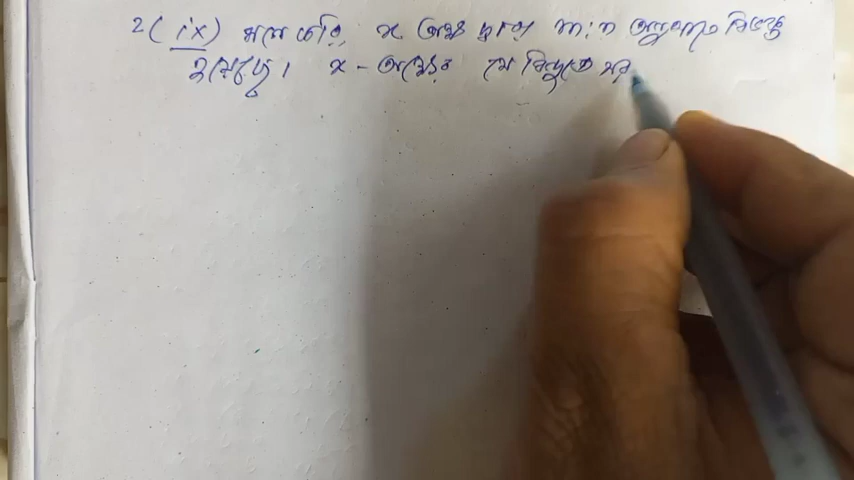 2(ix) মনে করি, x অক্ষ দ্বারা m:n অনুপাতে বিভক্ত
হয়েছে। x-অক্ষের যে বিন্দুতে